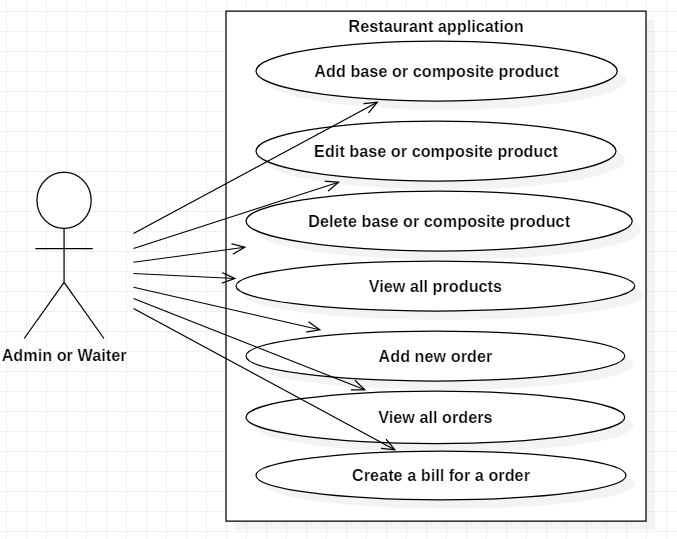 Restaurant application
Add base or composite product
Edit base or composite product
Delete base or composite product
View all products
Admin or Waiter
Add new order
View all orders
Create a bill for a order